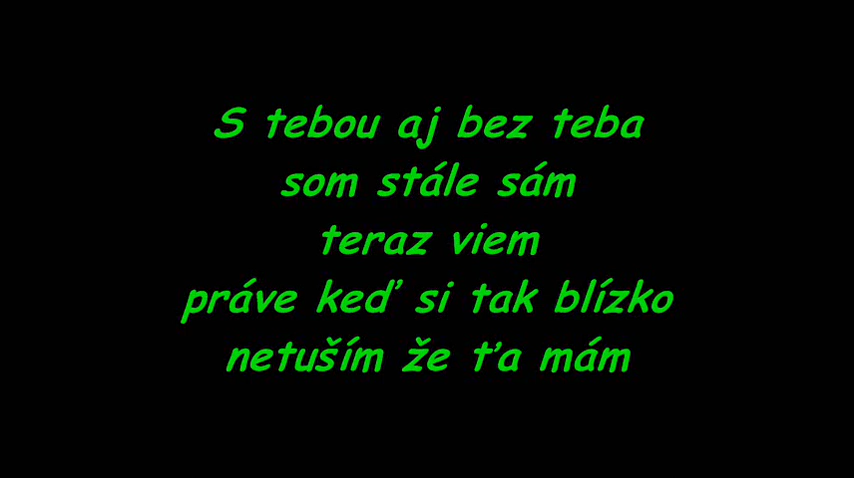 S tebou aj bez teba
som stále sám
teraz viem
práve keď si tak blízko
netuším že ťa mám